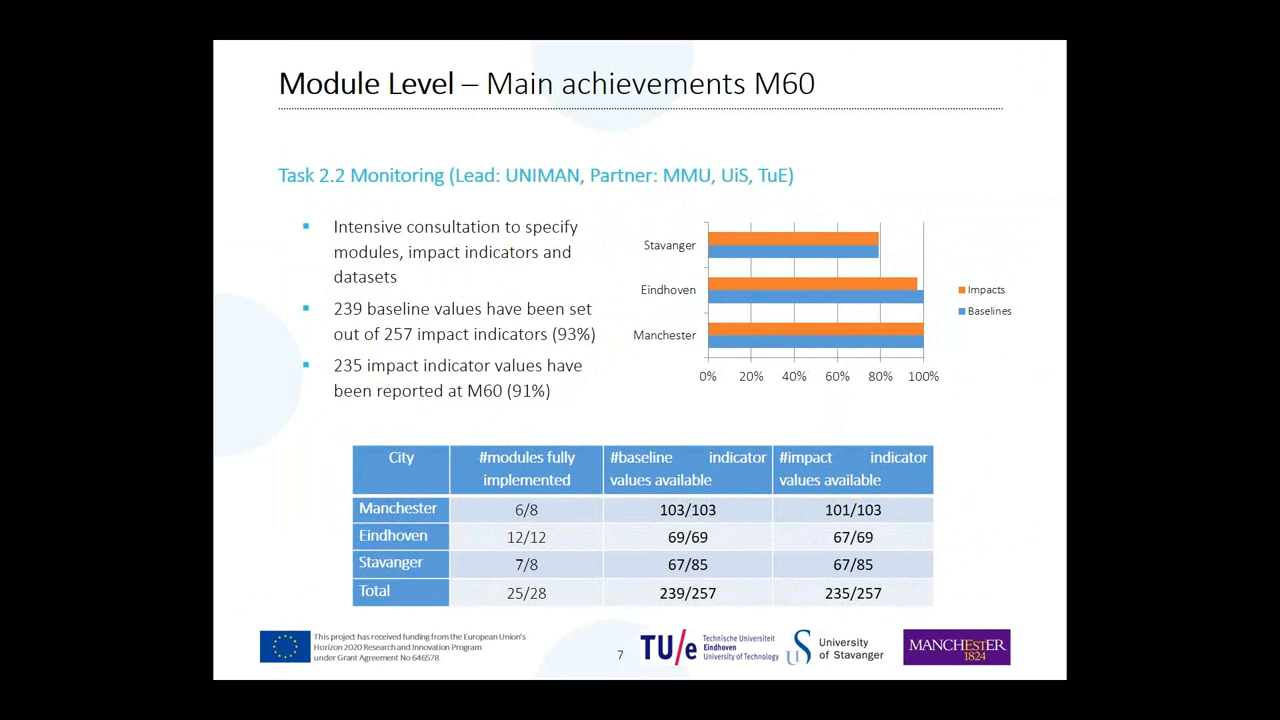 Module Level – Main achievements M60
Task 2.2 Monitoring (Lead: UNIMAN, Partner: MMU, UiS, TuE)
Intensive consultation to specify
modules, impact indicators and
datasets
239 baseline values have been set
out of 257 impact indicators (93%)
235 impact indicator values have
been reported at M60 (91%)
Stavanger
Eindhoven
Manchester
0% 20% 40% 60% 80% 100%
Impacts
Baselines
City #modules fully implemented #baseline indicator values available #impact indicator values available
Manchester 6/8 103/103 101/103
Eindhoven 12/12 69/69 67/69
Stavanger 7/8 67/85 67/85
Total 25/28 239/257 235/257
This project has received funding from the European Union's
Horizon 2020 Research and Innovation Program
under Grant Agreement No 646578
7
TU/e
Technische Universiteit
Eindhoven
University of Technology
US
University
of Stavanger
MANCHESTER
1824